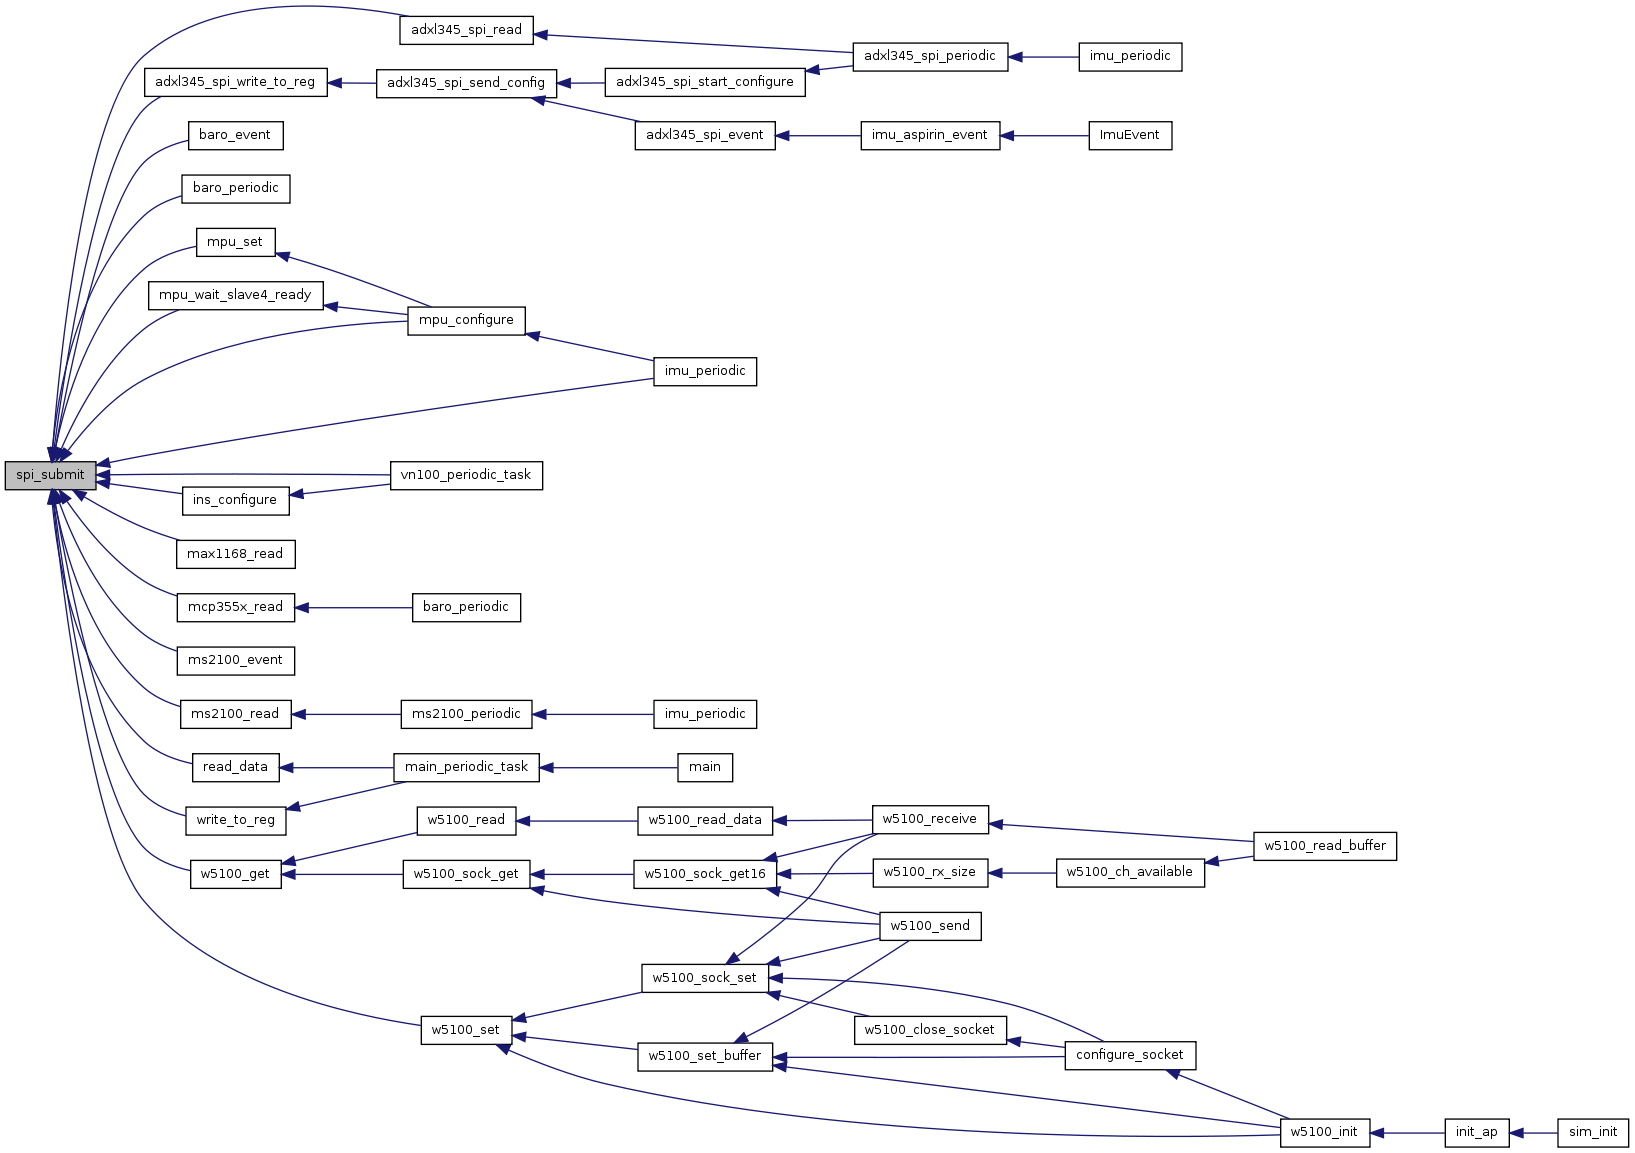 adxl345_spi_read
adxl345_spi_periodic
imu_periodic
adxl345_spi_write_to_reg
adxl345_spi_send_config
adxl345_spi_start_configure
baro_event
adxl345_spi_event
imu_aspirin_event
ImuEvent
baro_periodic
mpu_set
mpu_wait_slave4_ready
mpu_configure
imu_periodic
spi_submit
vn100_periodic_task
ins_configure
max1168_read
mcp355x_read
baro_periodic
ms2100_event
ms2100_read
ms2100_periodic
imu_periodic
read_data
main_periodic_task
main
write_to_reg
w5100_read
w5100_read_data
w5100_receive
w5100_read_buffer
w5100_get
w5100_sock_get
w5100_sock_get16
w5100_rx_size
w5100_ch_available
w5100_send
w5100_sock_set
w5100_set
w5100_close_socket
w5100_set_buffer
configure_socket
w5100_init
init_ap
sim_init